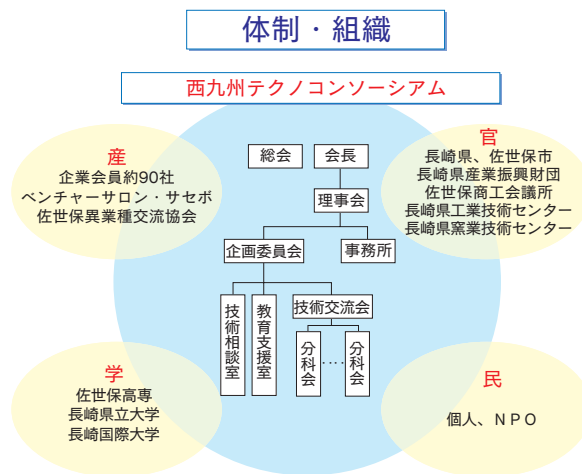 体制・組織
西九州テクノコンソーシアム
産
企業会員約90社
ベンチャーサロン・サセボ
佐世保異業種交流協会
官
長崎県、佐世保市
長崎県産業振興財団
佐世保商工会議所
長崎県工業技術センター
長崎県窯業技術センター
総会
会長
理事会
企画委員会
事務所
技術相談室
教育支援室
技術交流会
分科会
‥‥
分科会
学
佐世保高専
長崎県立大学
長崎国際大学
民
個人、ＮＰＯ